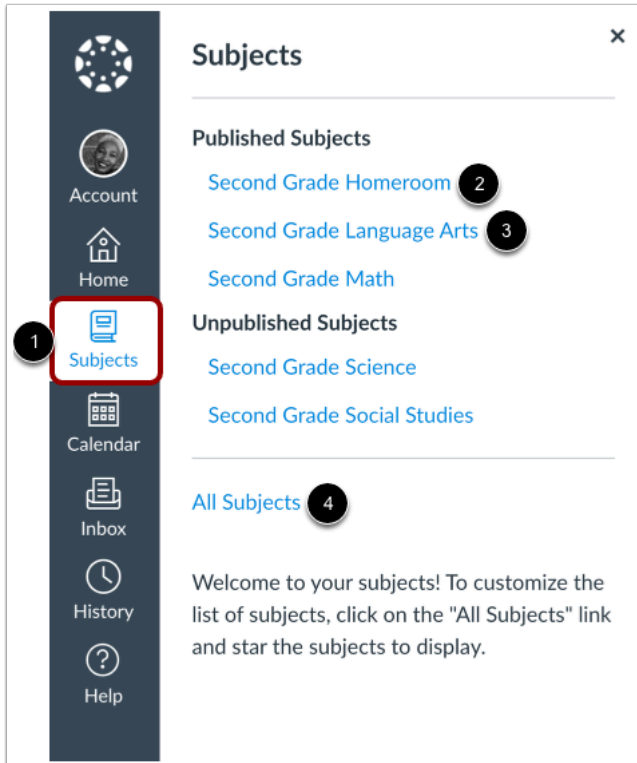 Account
Home
1
Subjects
Calendar
Inbox
History
Help
Subjects
×
Published Subjects
Second Grade Homeroom 2
Second Grade Language Arts 3
Second Grade Math
Unpublished Subjects
Second Grade Science
Second Grade Social Studies
All Subjects 4
Welcome to your subjects! To customize the
list of subjects, click on the "All Subjects" link
and star the subjects to display.